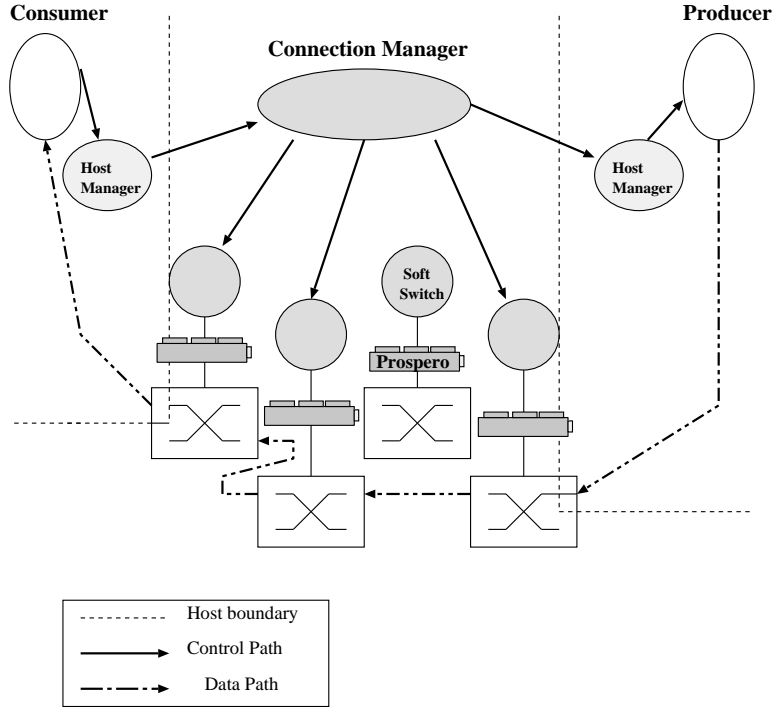 Consumer
Producer
Connection Manager
Host
Manager
Host
Manager
Soft
Switch
Prospero
Host boundary
Control Path
Data Path